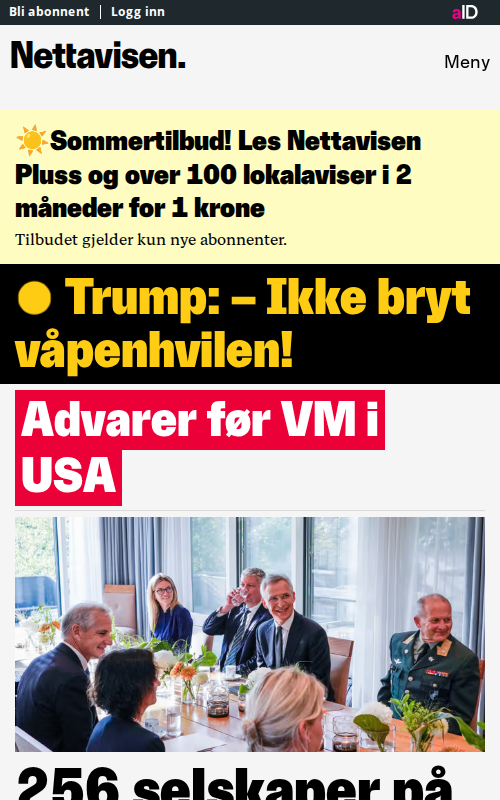 Bli abonnent
Logg inn
aID
Nettavisen.
Meny
Sommertilbud! Les Nettavisen
Pluss og over 100 lokalaviser i 2
måneder for 1 krone
Tilbudet gjelder kun nye abonnenter.
Trump: – Ikke bryt
våpenhvilen!
Advarer før VM i
USA
256 selskaper på